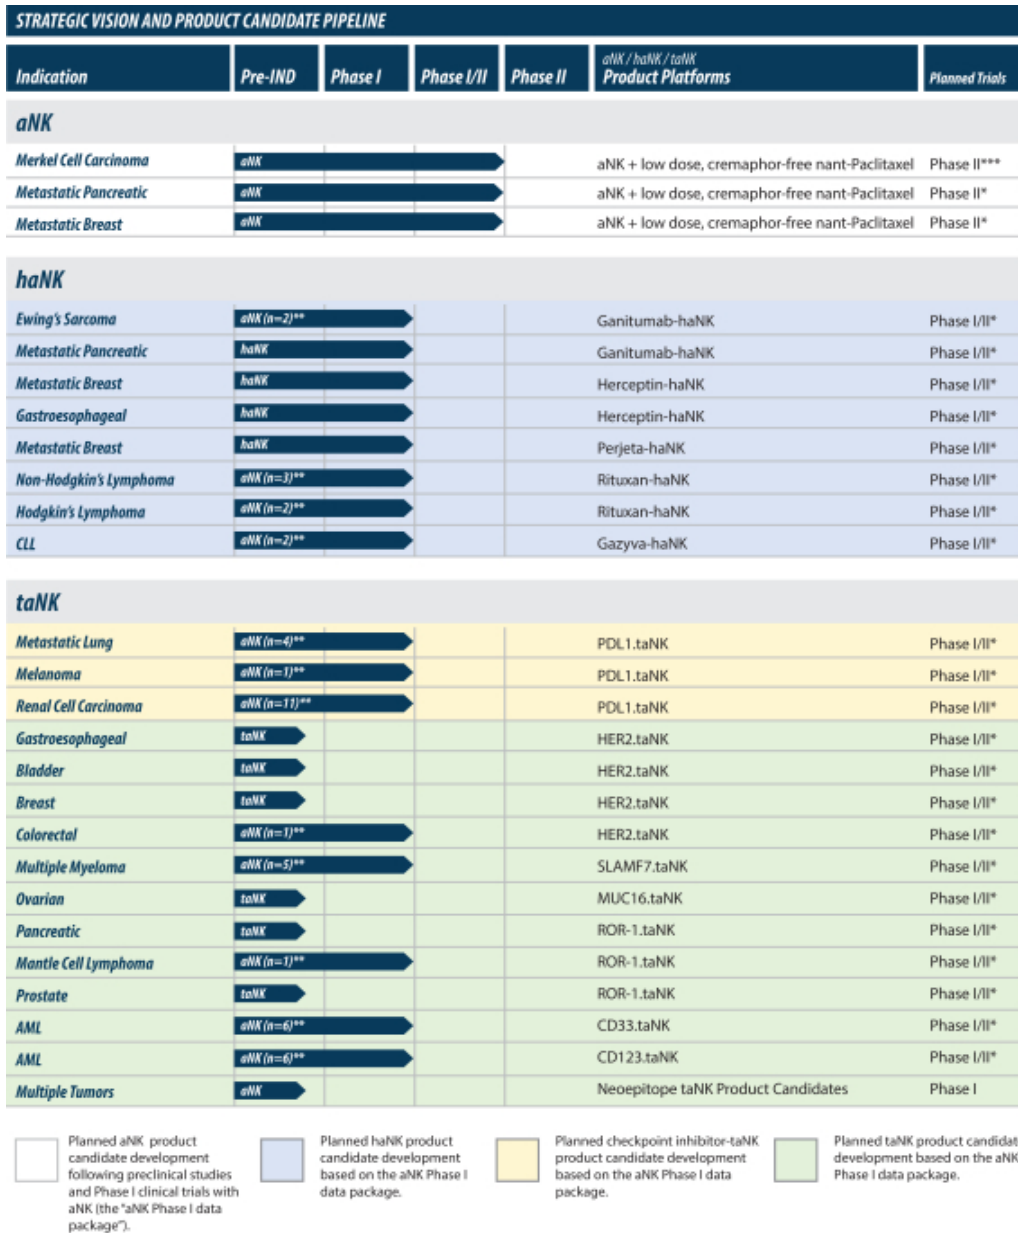 STRATEGIC VISION AND PRODUCT CANDIDATE PIPELINE
aNK / haNK / taNK
Indication Pre-IND Phase I Phase I/II Phase II Product Platforms Planned Trials
aNK
Merkel Cell Carcinoma aNK aNK + low dose, cremaphor-free nant-Paclitaxel Phase II***
Metastatic Pancreatic aNK aNK + low dose, cremaphor-free nant-Paclitaxel Phase II*
Metastatic Breast aNK aNK + low dose, cremaphor-free nant-Paclitaxel Phase II*
haNK
Ewing's Sarcoma aNK (n=2)** Ganitumab-haNK Phase I/II*
Metastatic Pancreatic haNK Ganitumab-haNK Phase I/II*
Metastatic Breast haNK Herceptin-haNK Phase I/II*
Gastroesophageal haNK Herceptin-haNK Phase I/II*
Metastatic Breast haNK Perjeta-haNK Phase I/II*
Non-Hodgkin's Lymphoma aNK (n=3)** Rituxan-haNK Phase I/II*
Hodgkin's Lymphoma aNK (n=2)** Rituxan-haNK Phase I/II*
CLL aNK (n=2)** Gazyva-haNK Phase I/II*
taNK
Metastatic Lung aNK (n=4)** PDL1.taNK Phase I/II*
Melanoma aNK (n=1)** PDL1.taNK Phase I/II*
Renal Cell Carcinoma aNK (n=11)** PDL1.taNK Phase I/II*
Gastroesophageal taNK HER2.taNK Phase I/II*
Bladder taNK HER2.taNK Phase I/II*
Breast taNK HER2.taNK Phase I/II*
Colorectal aNK (n=1)** HER2.taNK Phase I/II*
Multiple Myeloma aNK (n=5)** SLAMF7.taNK Phase I/II*
Ovarian taNK MUC16.taNK Phase I/II*
Pancreatic taNK ROR-1.taNK Phase I/II*
Mantle Cell Lymphoma aNK (n=1)** ROR-1.taNK Phase I/II*
Prostate taNK ROR-1.taNK Phase I/II*
AML aNK (n=6)** CD33.taNK Phase I/II*
AML aNK (n=6)** CD123.taNK Phase I/II*
Multiple Tumors aNK Neoepitope taNK Product Candidates Phase I
Planned aNK product
candidate development
following preclinical studies
and Phase I clinical trials with
aNK (the "aNK Phase I data
package").
Planned haNK product
candidate development
based on the aNK Phase I
data package.
Planned checkpoint inhibitor-taNK
product candidate development
based on the aNK Phase I data
package.
Planned taNK product candidat
development based on the aNK
Phase I data package.